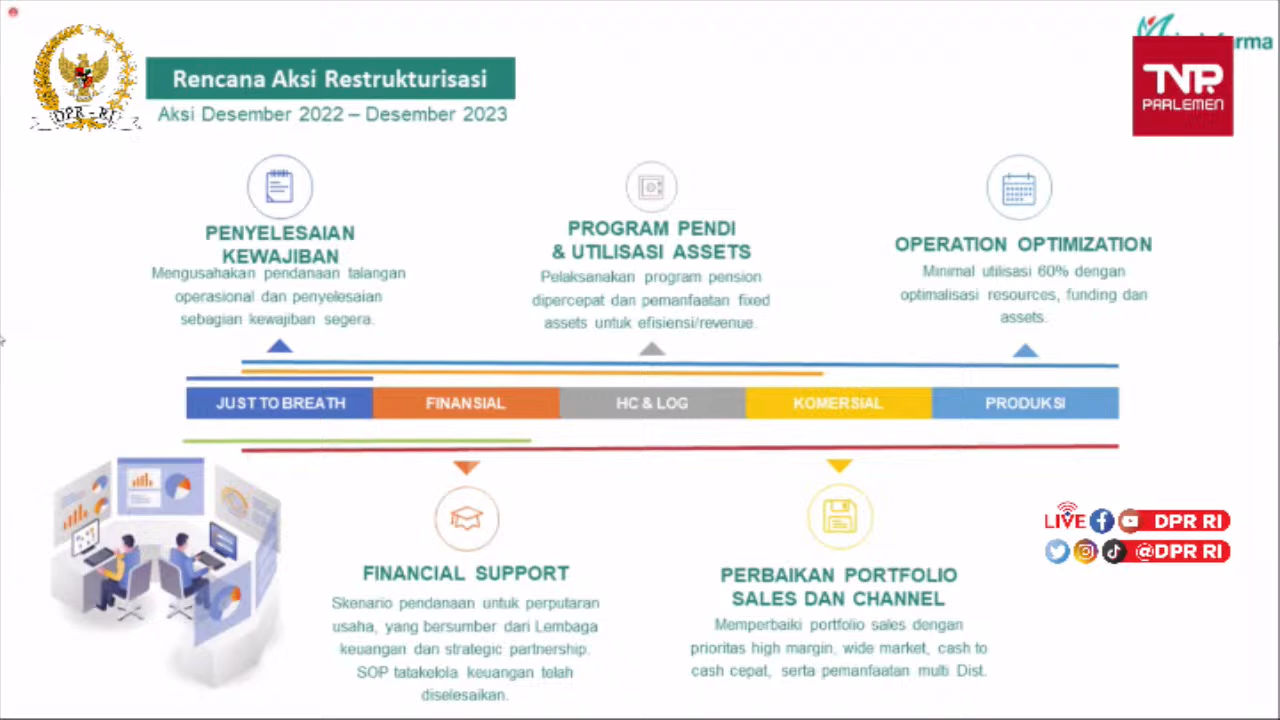 DPR - RI
Rencana Aksi Restrukturisasi
Aksi Desember 2022 – Desember 2023
TVR
PARLEMEN
PENYELESAIAN
KEWAJIBAN
Mengusahakan pendanaan talangan
operasional dan penyelesaian
sebagian kewajiban segera.
PROGRAM PENDI
& UTILISASI ASSETS
Pelaksanakan program pension
dipercepat dan pemanfaatan fixed
assets untuk efisiensi/revenue.
OPERATION OPTIMIZATION
Minimal utilisasi 60% dengan
optimalisasi resources, funding dan
assets.
JUST TO BREATH
FINANSIAL
HC & LOG
KOMERSIAL
PRODUKSI
FINANCIAL SUPPORT
Skenario pendanaan untuk perputaran
usaha, yang bersumber dari Lembaga
keuangan dan strategic partnership.
SOP tatakelola keuangan telah
diselesaikan.
PERBAIKAN PORTFOLIO
SALES DAN CHANNEL
Memperbaiki portfolio sales dengan
prioritas high margin, wide market, cash to
cash cepat, serta pemanfaatan multi Dist.
LIVE DPR RI
@DPR RI